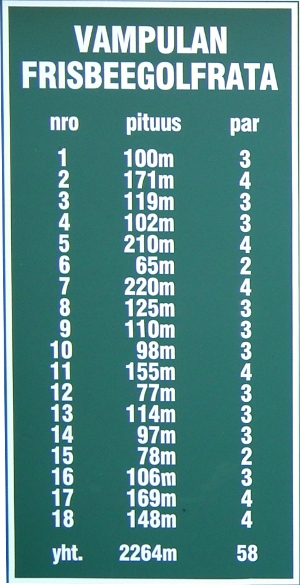 VAMPULAN
FRISBEEGOLFRATA
nro pituus par
1 100m 3
2 171m 4
3 119m 3
4 102m 3
5 210m 4
6 65m 2
7 220m 4
8 125m 3
9 110m 3
10 98m 3
11 155m 4
12 77m 3
13 114m 3
14 97m 3
15 78m 2
16 106m 3
17 169m 4
18 148m 4
yht. 2264m 58